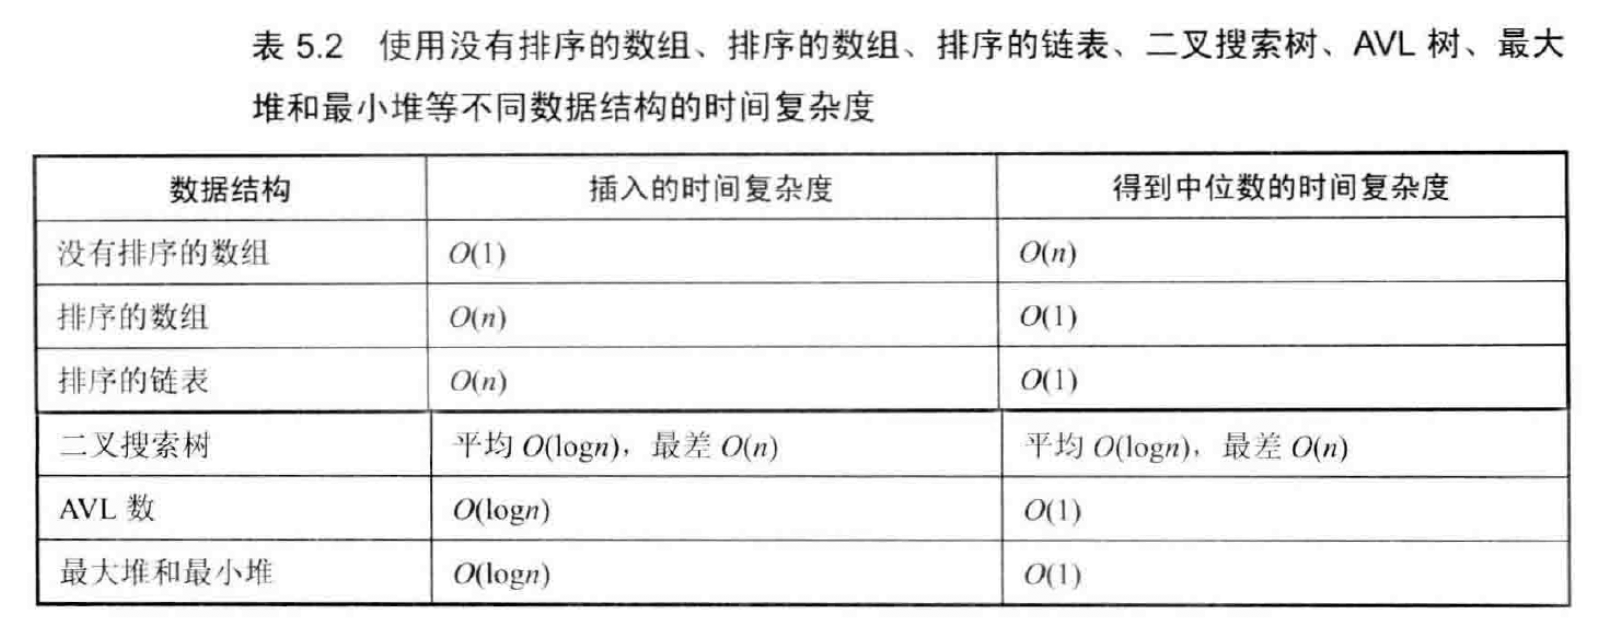 表 5.2 使用没有排序的数组、排序的数组、排序的链表、二叉搜索树、AVL 树、最大
堆和最小堆等不同数据结构的时间复杂度
数据结构 插入的时间复杂度 得到中位数的时间复杂度
没有排序的数组 O(1) O(n)
排序的数组 O(n) O(1)
排序的链表 O(n) O(1)
二叉搜索树 平均 O(logn)，最差 O(n) 平均 O(logn)，最差 O(n)
AVL 数 O(logn) O(1)
最大堆和最小堆 O(logn) O(1)